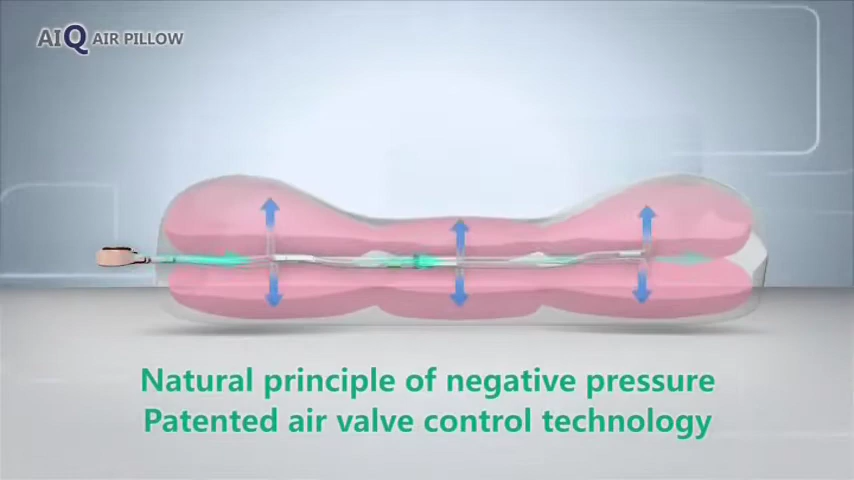 AIQ AIR PILLOW
Natural principle of negative pressure
Patented air valve control technology